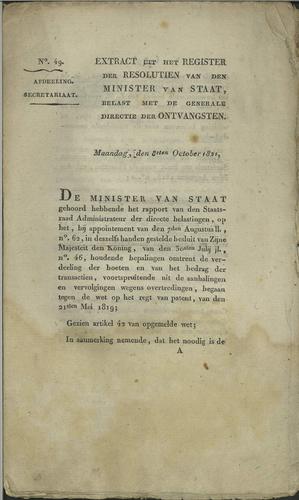 N°. 49.
AFDEELING.
SECRETARIAAT.
EXTRACT UIT HET REGISTER
DER RESOLUTIEN VAN DEN
MINISTER VAN STAAT,
BELAST MET DE GENERALE
DIRECTIE DER ONTVANGSTEN.
Maandag, den 8sten October 1821,
DE MINISTER VAN STAAT
gehoord hebbende het rapport van den Staats-
raad Administrateur der directe belastingen, op
het, bij appointement van den 7den Augustus ll.,
n°. 62, in deszelfs handen gestelde besluit van Zijne
Majesteit den Koning, van den 30sten Julij jl.,
n°. 46, houdende bepalingen omtrent de ver-
deeling der boeten en van het bedrag der
transactien, voortspruitende uit de aanhalingen
en vervolgingen wegens overtredingen, begaan
tegen de wet op het regt van patent, van den
21sten Mei 1819;
Gezien artikel 42 van opgemelde wet;
In aanmerking nemende, dat het noodig is de
A